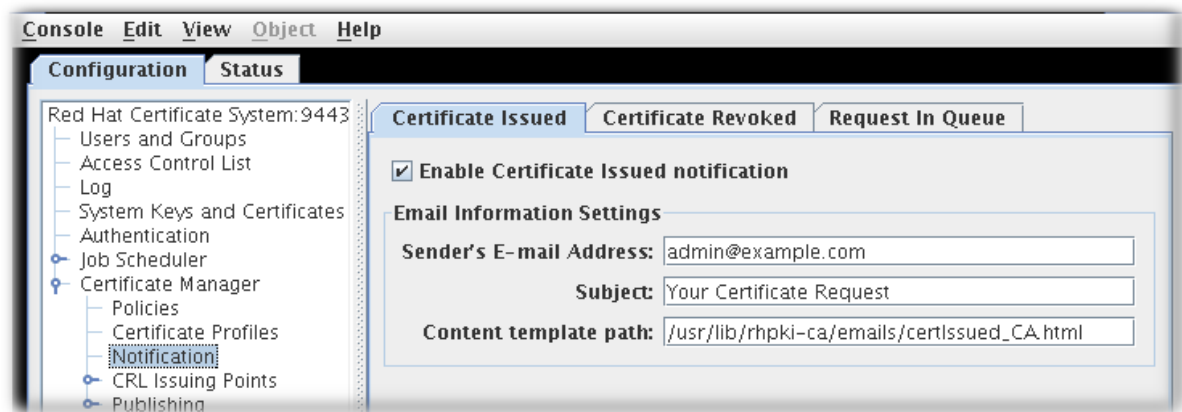 Console Edit View Object Help
Configuration Status
Red Hat Certificate System:9443
Users and Groups
Access Control List
Log
System Keys and Certificates
Authentication
Job Scheduler
Certificate Manager
Policies
Certificate Profiles
Notification
CRL Issuing Points
Publishing
Certificate Issued Certificate Revoked Request In Queue
Enable Certificate Issued notification
Email Information Settings
Sender's E-mail Address: admin@example.com
Subject: Your Certificate Request
Content template path: /usr/lib/rhpki-ca/emails/certIssued_CA.html